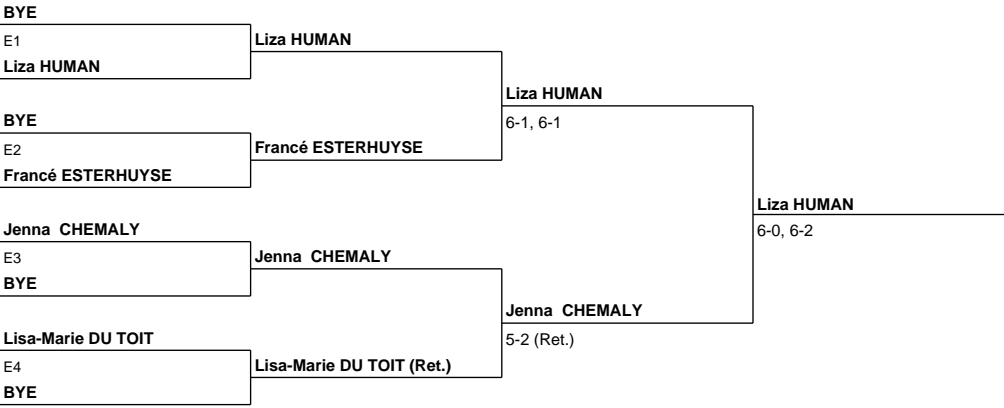 BYE
E1
Liza HUMAN
BYE
E2
Francé ESTERHUYSE
Jenna CHEMALY
E3
BYE
Lisa-Marie DU TOIT
E4
BYE
Liza HUMAN
Francé ESTERHUYSE
Jenna CHEMALY
Lisa-Marie DU TOIT (Ret.)
Liza HUMAN
6-1, 6-1
Jenna CHEMALY
5-2 (Ret.)
Liza HUMAN
6-0, 6-2